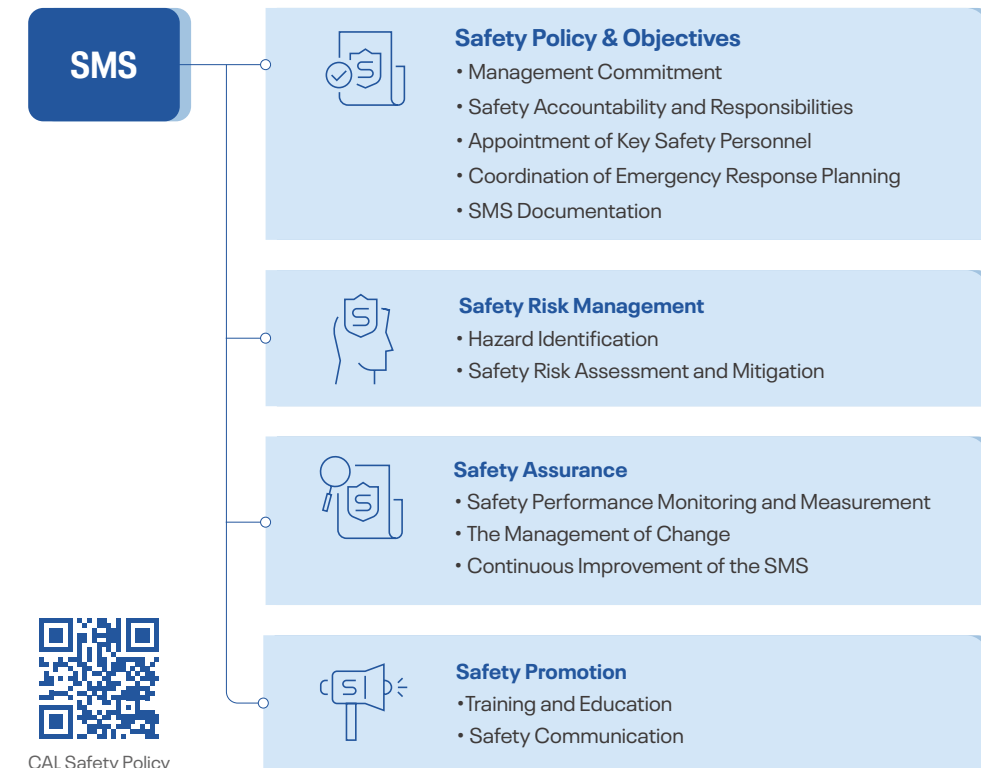 SMS
Safety Policy & Objectives
• Management Commitment
• Safety Accountability and Responsibilities
• Appointment of Key Safety Personnel
• Coordination of Emergency Response Planning
• SMS Documentation
Safety Risk Management
• Hazard Identification
• Safety Risk Assessment and Mitigation
Safety Assurance
• Safety Performance Monitoring and Measurement
• The Management of Change
• Continuous Improvement of the SMS
Safety Promotion
•Training and Education
• Safety Communication
CAL Safety Policy